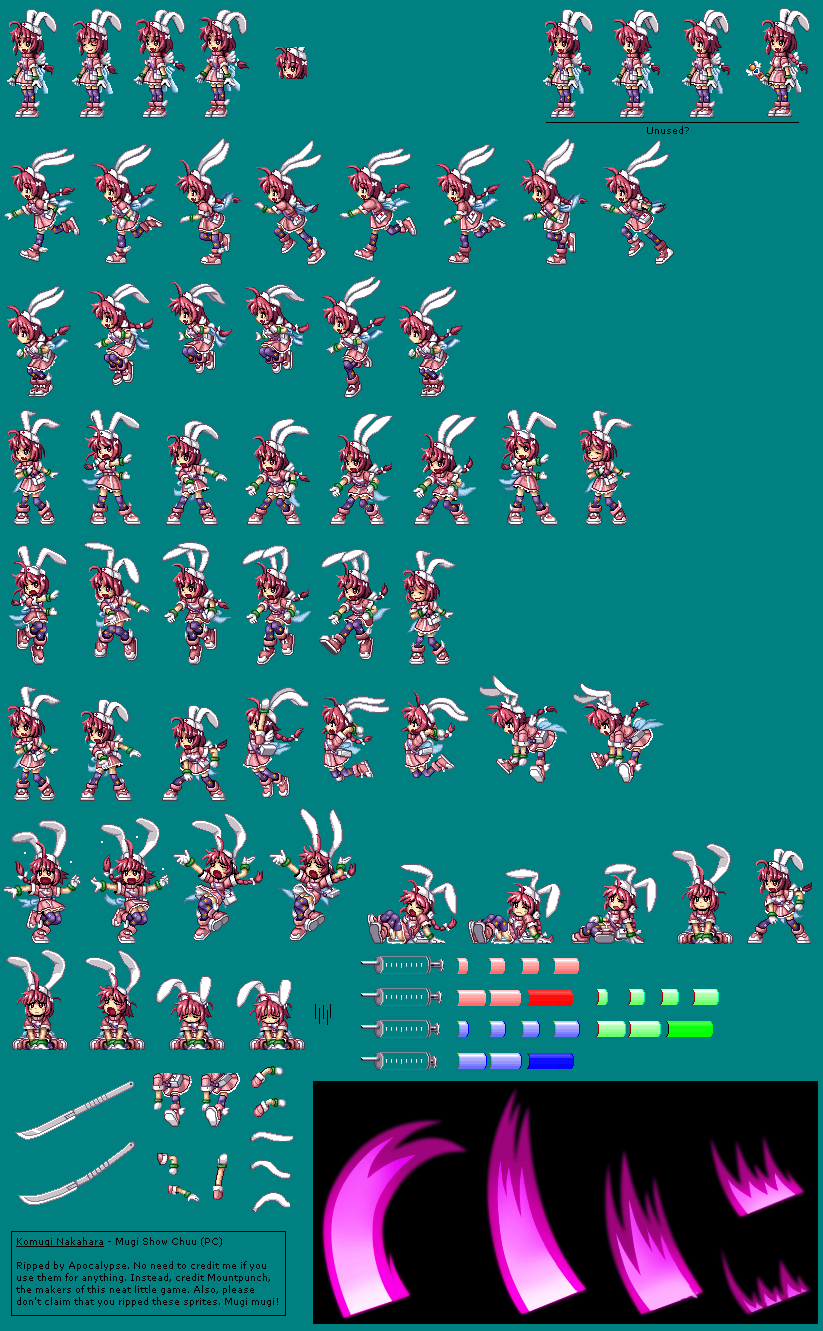 Unused?
Komugi Nakahara - Mugi Show Chuu (PC)
Ripped by Apocalypse. No need to credit me if you
use them for anything. Instead, credit Mountpunch,
the makers of this neat little game. Also, please
don't claim that you ripped these sprites. Mugi mugi!